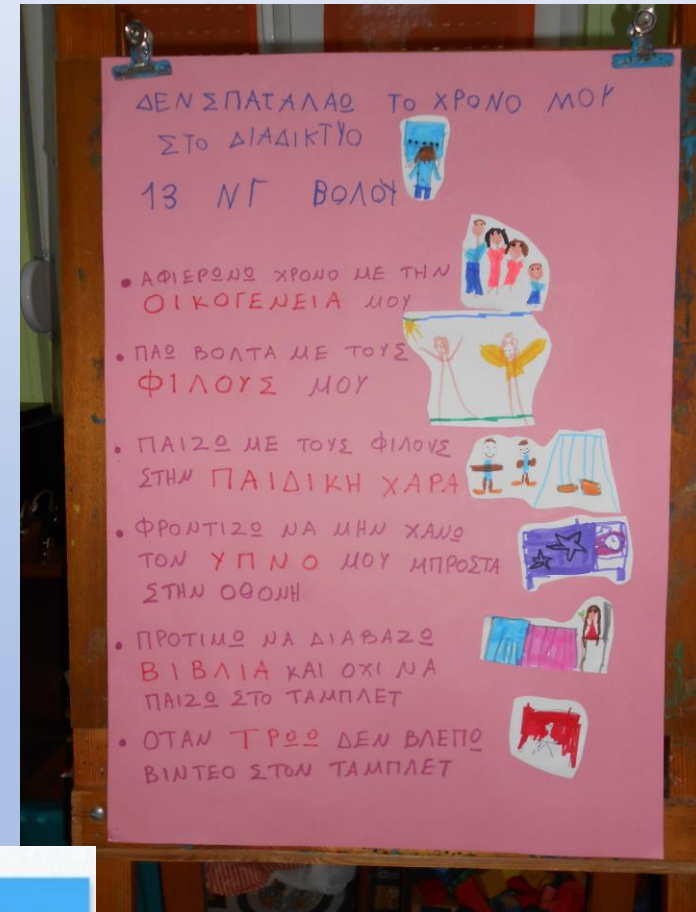 ΔΕΝ ΣΠΑΤΑΛΑΩ ΤΟ ΧΡΟΝΟ ΜΟΥ
ΣΤΟ ΔΙΑΔΙΚΤΥΟ
13 ΝΓ ΒΟΛΟΥ
• ΑΦΙΕΡΩΝΩ ΧΡΟΝΟ ΜΕ ΤΗΝ
ΟΙΚΟΓΕΝΕΙΑ ΜΟΥ
• ΠΑΩ ΒΟΛΤΑ ΜΕ ΤΟΥΣ
ΦΙΛΟΥΣ ΜΟΥ
• ΠΑΙΖΩ ΜΕ ΤΟΥΣ ΦΙΛΟΥΣ
ΣΤΗΝ ΠΑΙΔΙΚΗ ΧΑΡΑ
• ΦΡΟΝΤΙΖΩ ΝΑ ΜΗΝ ΧΑΝΩ
ΤΟΝ ΥΠΝΟ ΜΟΥ ΜΠΡΟΣΤΑ
ΣΤΗΝ ΟΘΟΝΗ
• ΠΡΟΤΙΜΩ ΝΑ ΔΙΑΒΑΖΩ
ΒΙΒΛΙΑ ΚΑΙ ΟΧΙ ΝΑ
ΠΑΙΖΩ ΣΤΟ ΤΑΜΠΛΕΤ
• ΟΤΑΝ ΤΡΩΩ ΔΕΝ ΒΛΕΠΩ
ΒΙΝΤΕΟ ΣΤΟΝ ΤΑΜΠΛΕΤ